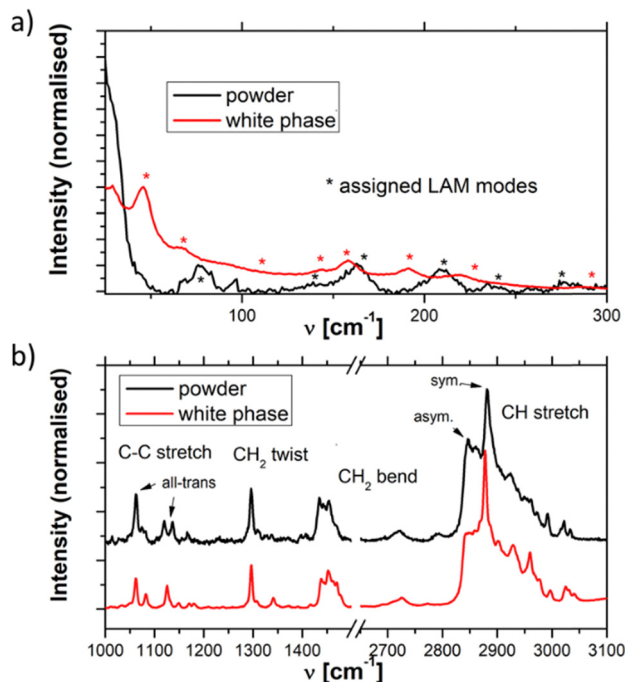 a)
Intensity (normalised)
powder
white phase
* assigned LAM modes
100
200
300
ν [cm⁻¹]
b)
Intensity (normalised)
powder
white phase
sym.
asym.
CH stretch
C-C stretch
CH₂ twist
CH₂ bend
all-trans
1000 1100 1200 1300 1400 2700 2800 2900 3000 3100
ν [cm⁻¹]